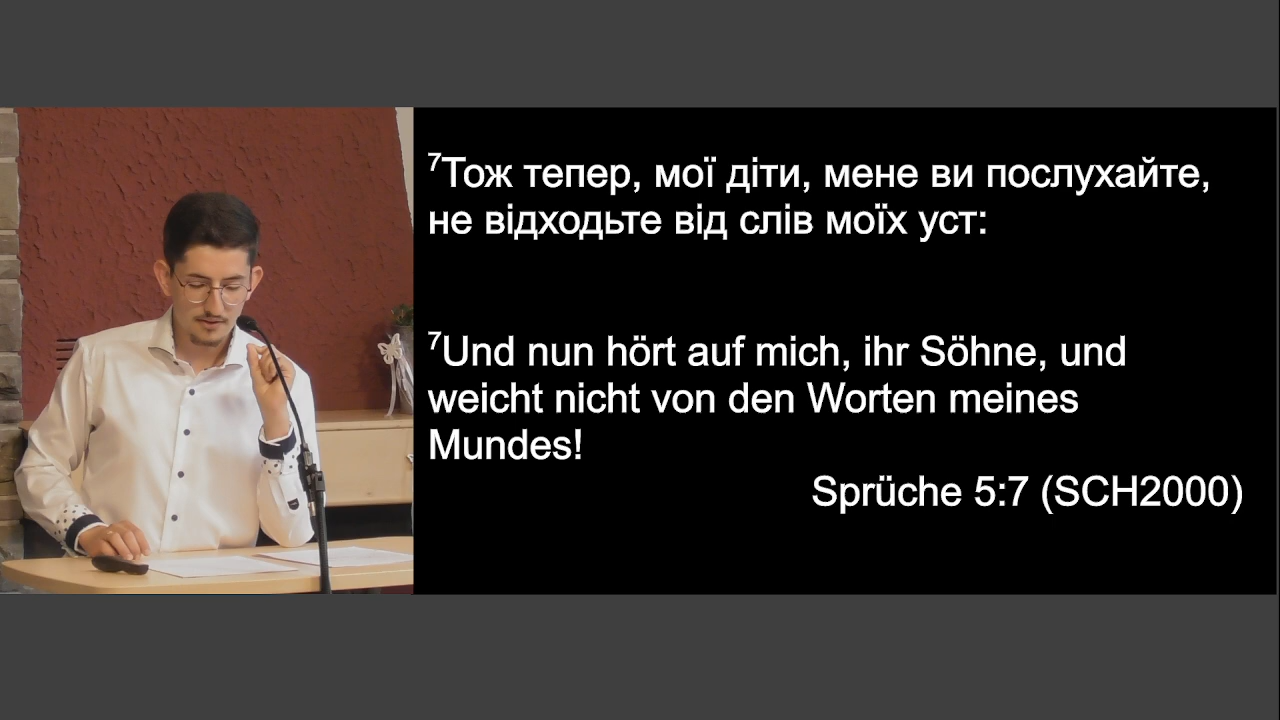 ⁷Тож тепер, мої діти, мене ви послухайте,
не відходьте від слів моїх уст:
⁷Und nun hört auf mich, ihr Söhne, und
weicht nicht von den Worten meines
Mundes!
Sprüche 5:7 (SCH2000)